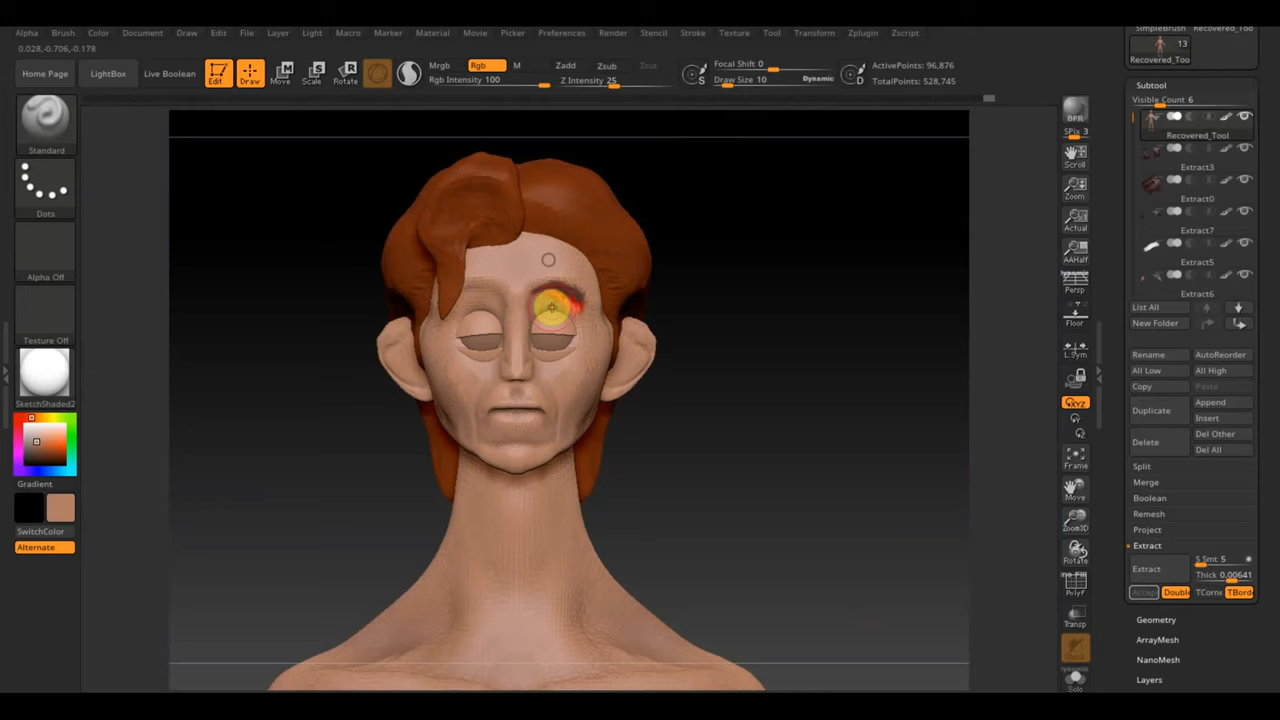 Alpha Brush Color Document Draw Edit File Layer Light Macro Marker Material Movie Picker Preferences Render Stencil Stroke Texture Tool Transform Zplugin Zscript
0.028,-0.706,-0.178
Home Page LightBox Live Boolean Edit Draw Move Scale Rotate
Mrgb Rgb M Zadd Zsub Zcut
Rgb Intensity 100 Z Intensity 25
Focal Shift 0
Draw Size 10 Dynamic
ActivePoints: 96,876
TotalPoints: 528,745
Standard
Dots
Alpha Off
Texture Off
SketchShaded2
Gradient
SwitchColor
Alternate
BPR
SPix 3
Scroll
Zoom
Actual
AAHalf
Dynamic
Persp
Floor
L.Sym
XYZ
Frame
Move
Zoom3D
Rotate
PolyF
Transp
Ghost
Dynamic
Solo
SimpleBrush Recovered_Too
13
Recovered_Too
Subtool
Visible Count 6
Recovered_Tool
Extract3
Extract0
Extract7
Extract5
Extract6
List All
New Folder
Rename AutoReorder
All Low All High
Copy Paste
Duplicate Append
Insert
Delete Del Other
Del All
Split
Merge
Boolean
Remesh
Project
Extract
Extract S Smt 5
Thick 0.00641
Accept Double TCorne TBorde
Geometry
ArrayMesh
NanoMesh
Layers